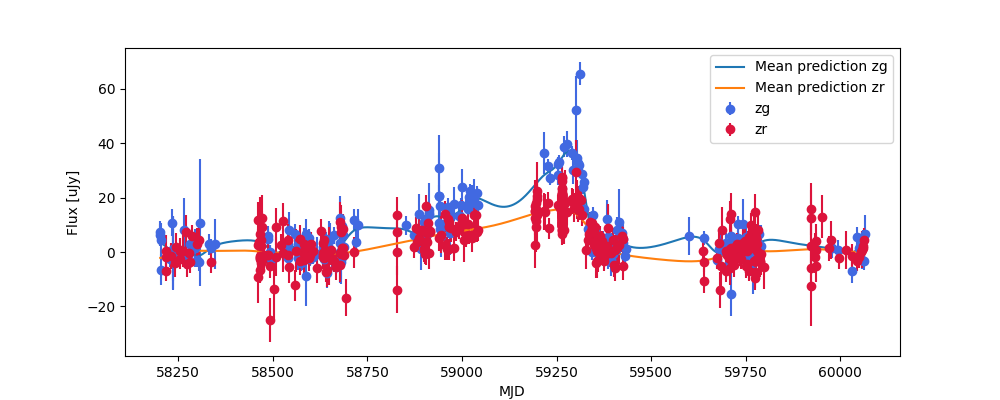 Flux [uJy]
60
40
20
0
−20
58250
58500
58750
59000
59250
59500
59750
60000
MJD
Mean prediction zg
Mean prediction zr
zg
zr